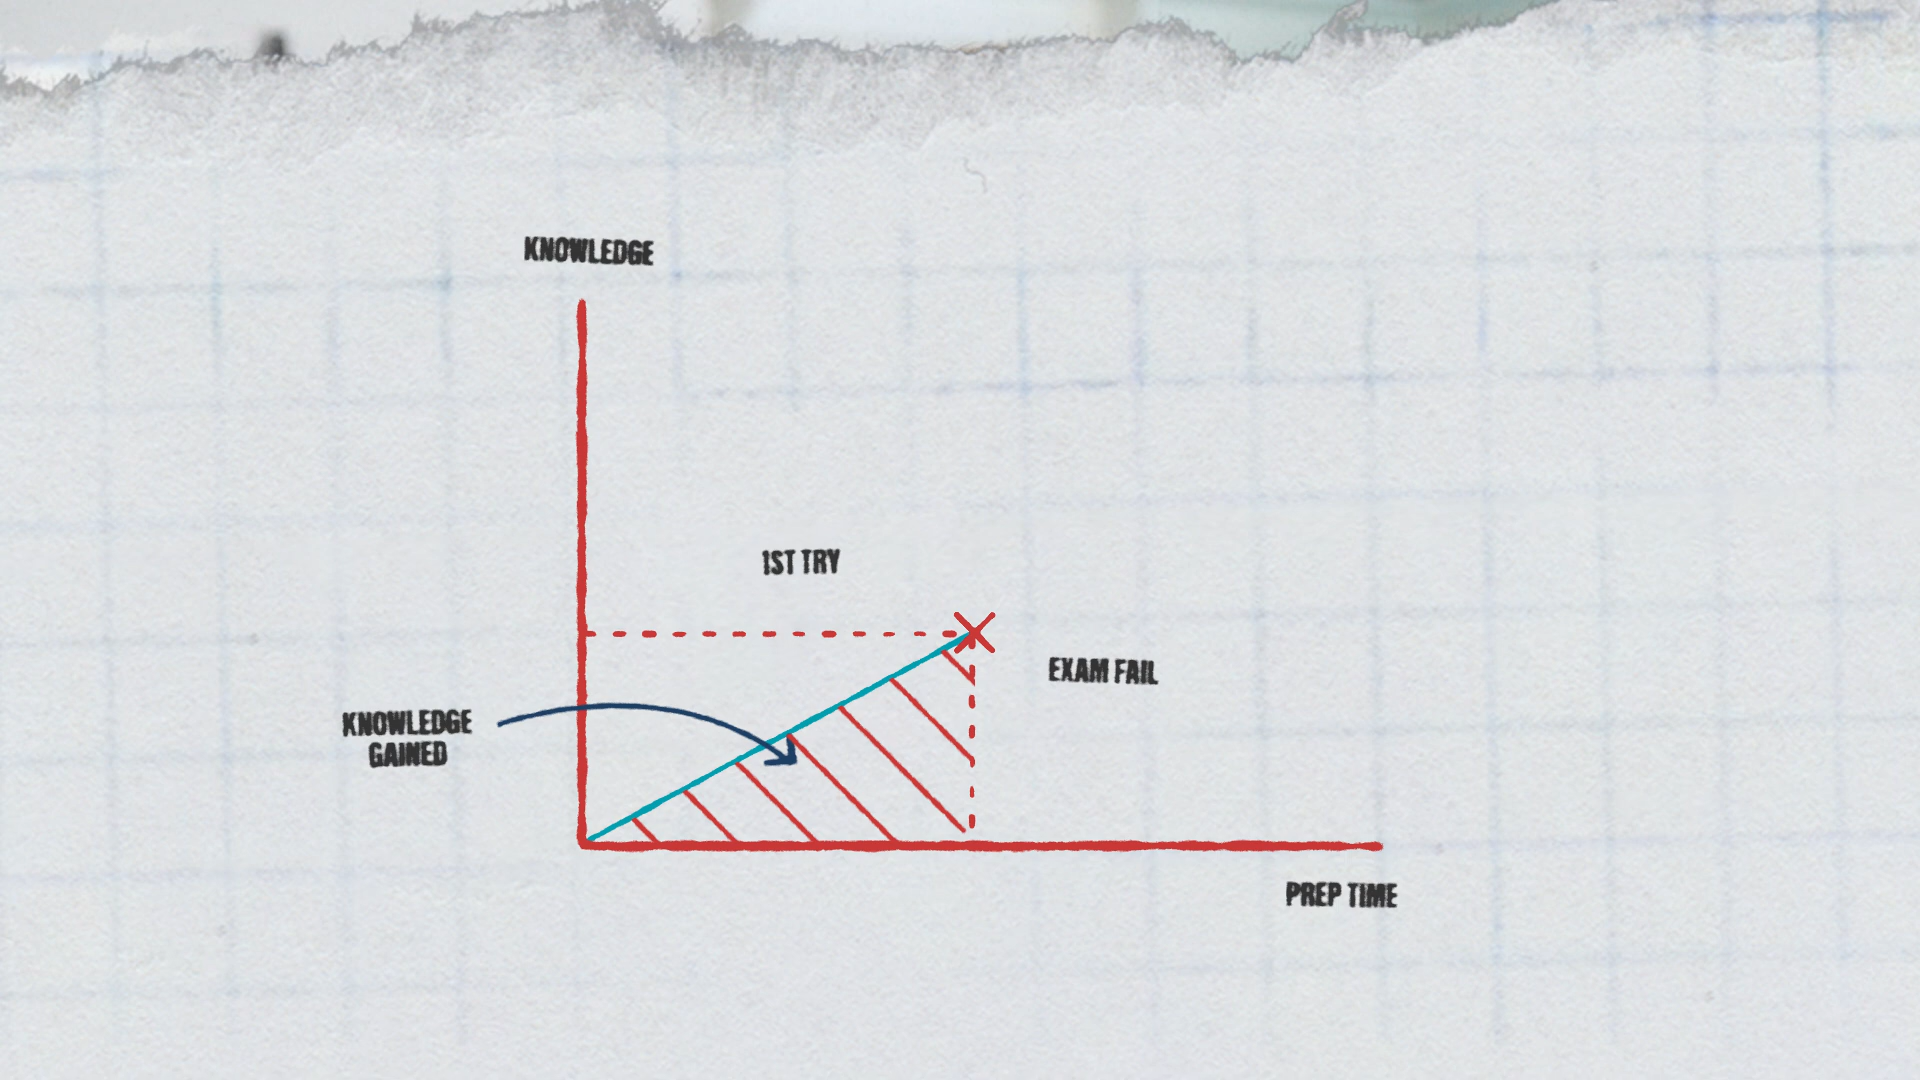 KNOWLEDGE
1ST TRY
EXAM FAIL
KNOWLEDGE
GAINED
PREP TIME